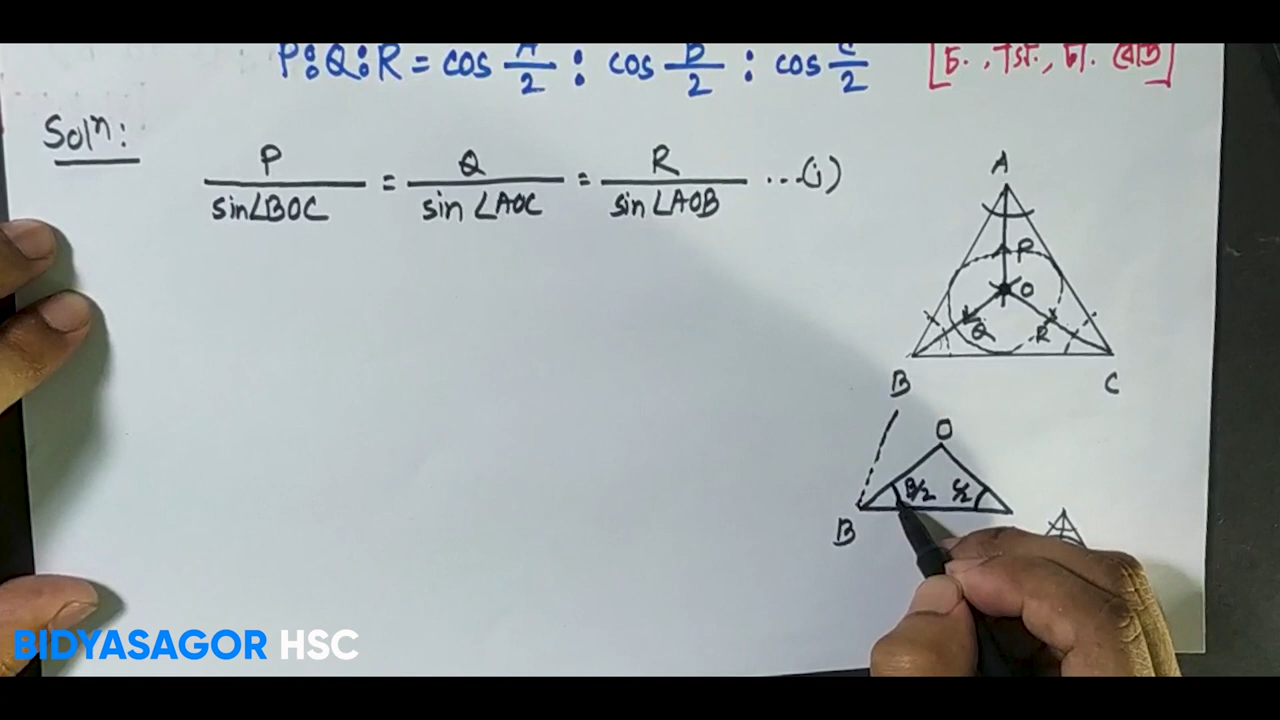 P:Q:R = cos A/2 : cos B/2 : cos C/2
Solⁿ:
P/sin∠BOC = Q/sin∠AOC = R/sin∠AOB ...(i)
A
P
O
Q R
B C
O
B/2 C/2
B
BIDYASAGOR HSC